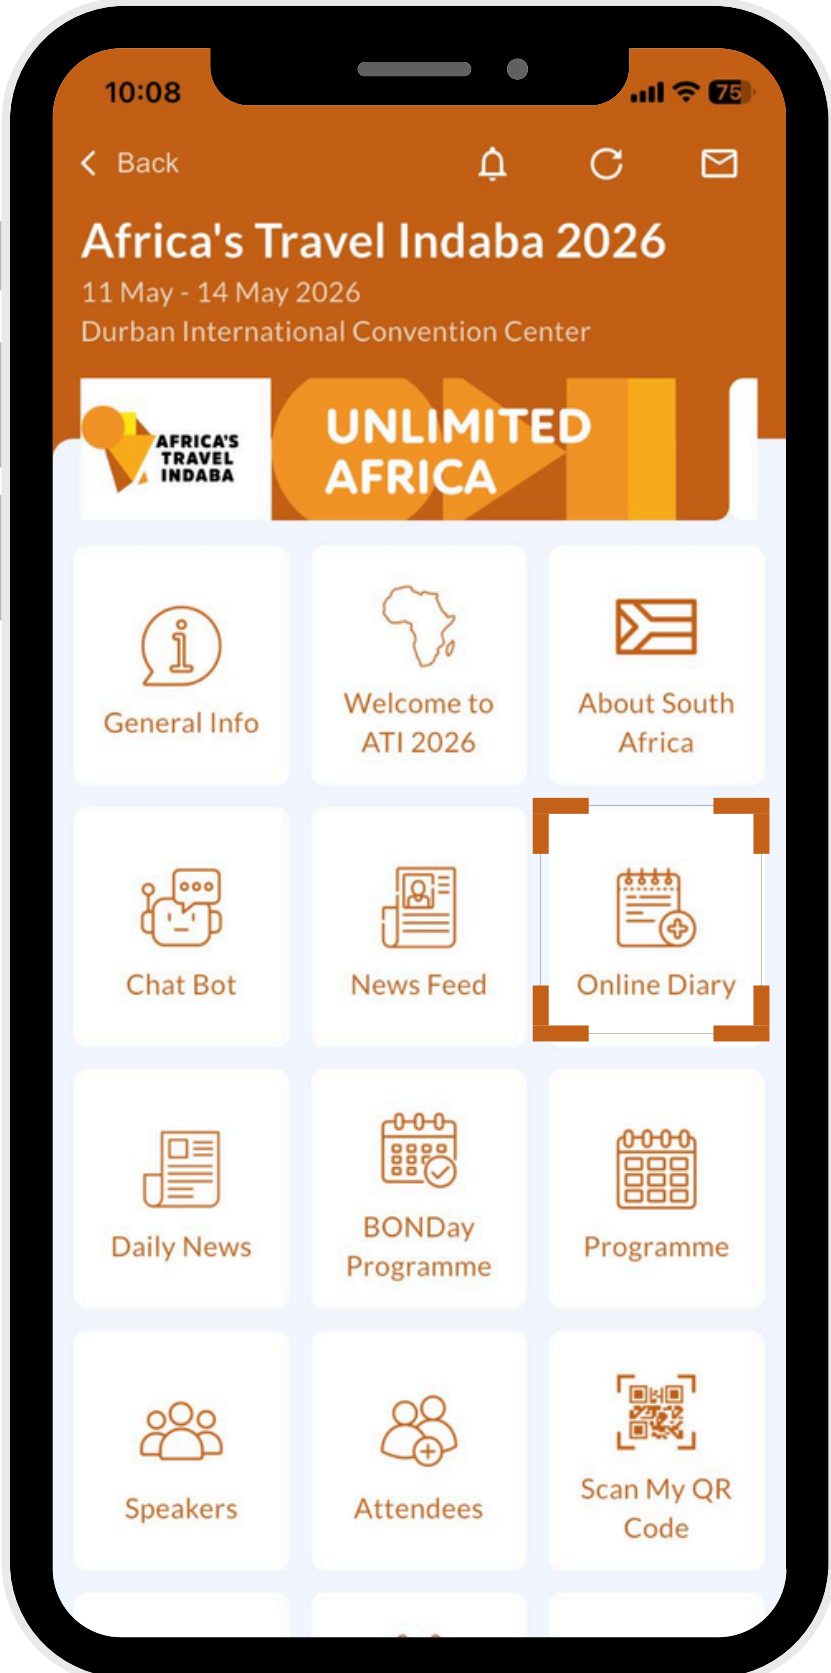 10:08
75
Back
Africa's Travel Indaba 2026
11 May - 14 May 2026
Durban International Convention Center
AFRICA'S
TRAVEL
INDABA
UNLIMITED
AFRICA
General Info
Welcome to
ATI 2026
About South
Africa
Chat Bot
News Feed
Online Diary
Daily News
BONDay
Programme
Programme
Speakers
Attendees
Scan My QR
Code